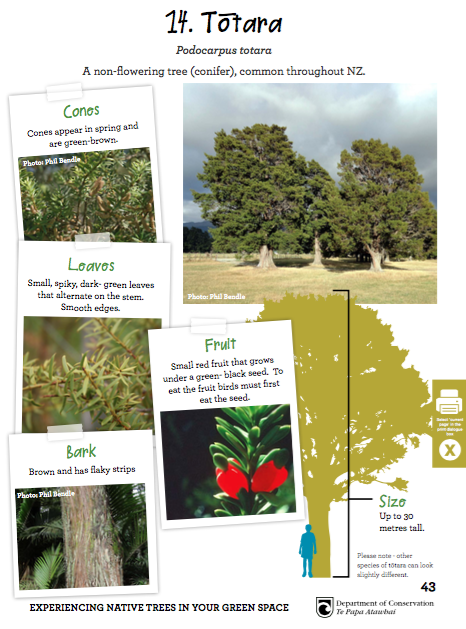 14. Tōtara
Podocarpus totara
A non-flowering tree (conifer), common throughout NZ.
Cones
Cones appear in spring and
are green-brown.
Photo: Phil Bendle
Photo: Phil Bendle
Leaves
Small, spiky, dark- green leaves
that alternate on the stem.
Smooth edges.
Fruit
Small red fruit that grows
under a green- black seed. To
eat the fruit birds must first
eat the seed.
Select 'current
page' in the
print dialogue
box
X
Bark
Brown and has flaky strips
Photo: Phil Bendle
Size
Up to 30
metres tall.
Please note - other
species of tōtara can look
slightly different.
43
EXPERIENCING NATIVE TREES IN YOUR GREEN SPACE
Department of Conservation
Te Papa Atawhai